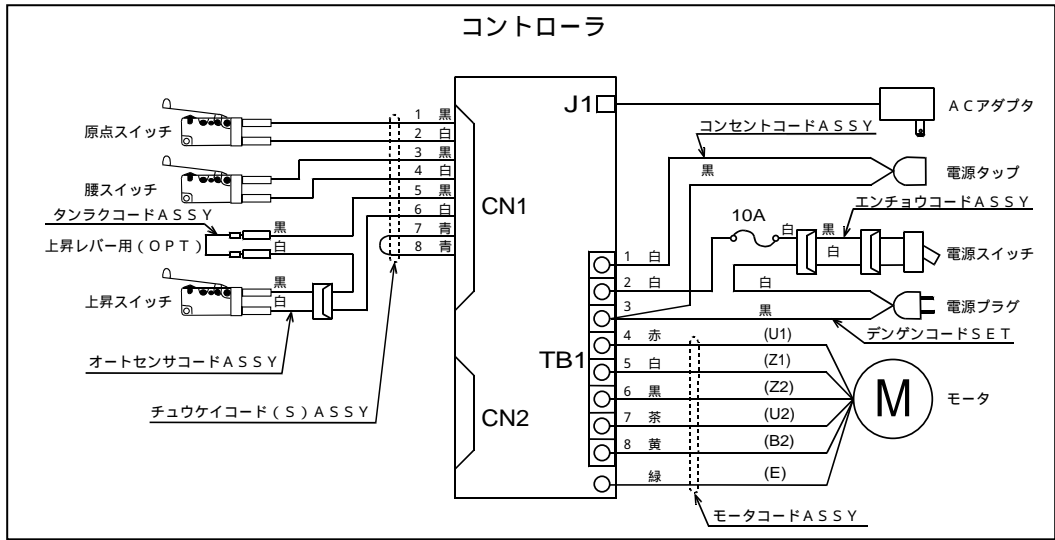 コントローラ
原点スイッチ
腰スイッチ
タンラクコードASSY
上昇レバー用(OPT)
上昇スイッチ
オートセンサコードASSY
チュウケイコード(S)ASSY
黒
白
黒
白
1 黒
2 白
3 黒
4 白
5 黒
6 白
7 青
8 青
CN1
CN2
J1
TB1
ACアダプタ
コンセントコードASSY
黒
電源タップ
エンチョウコードASSY
10A
白
黒
白
電源スイッチ
1 白
2 白
白
電源プラグ
3
黒
デンゲンコードSET
4 赤 (U1)
5 白 (Z1)
6 黒 (Z2)
7 茶 (U2)
8 黄 (B2)
緑 (E)
M
モータ
モータコードASSY